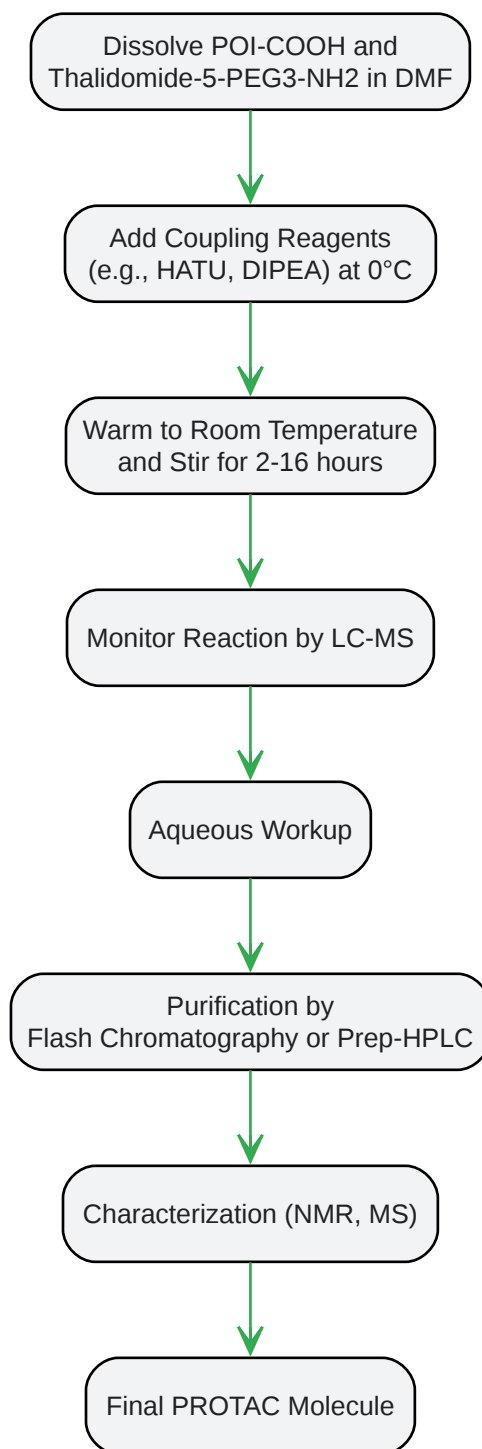 Dissolve POI-COOH and
Thalidomide-5-PEG3-NH2 in DMF
Add Coupling Reagents
(e.g., HATU, DIPEA) at 0°C
Warm to Room Temperature
and Stir for 2-16 hours
Monitor Reaction by LC-MS
Aqueous Workup
Purification by
Flash Chromatography or Prep-HPLC
Characterization (NMR, MS)
Final PROTAC Molecule